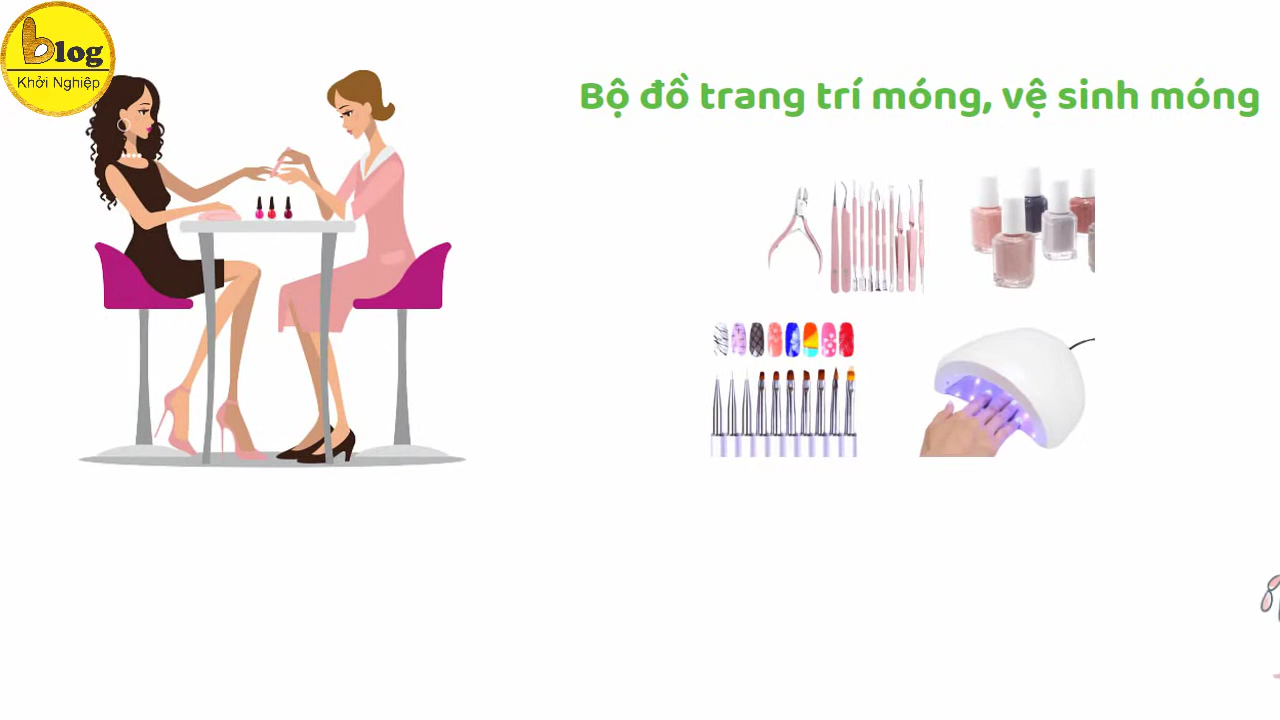 blog
Khởi Nghiệp
Bộ đồ trang trí móng, vệ sinh móng